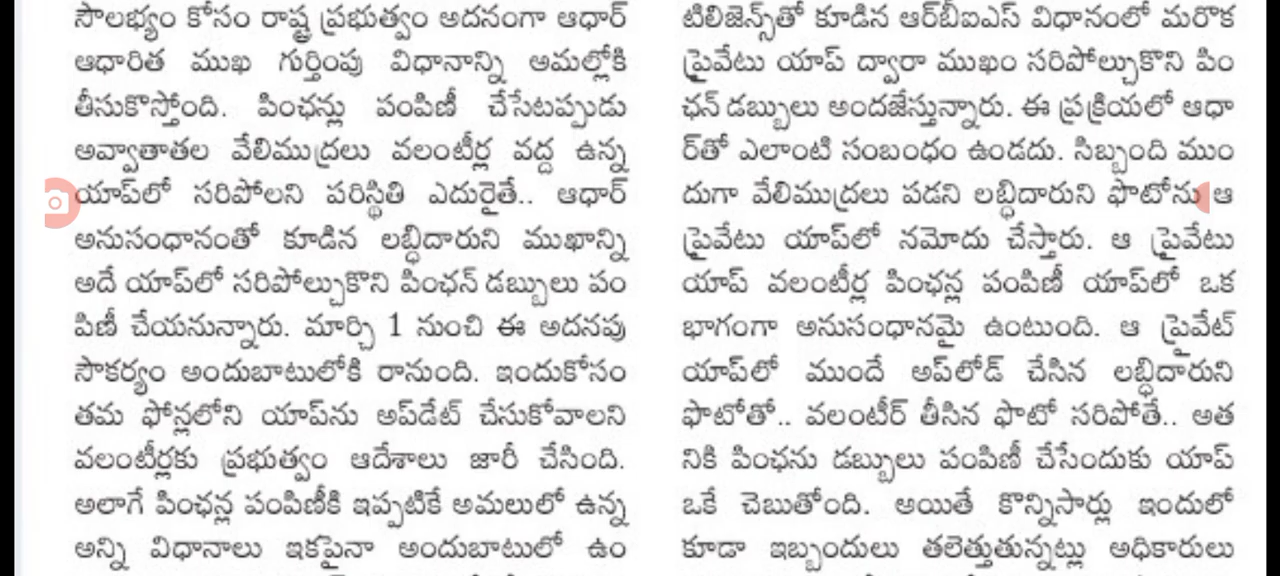 సౌలభ్యం కోసం రాష్ట్ర ప్రభుత్వం అదనంగా ఆధార్
ఆధారిత ముఖ గుర్తింపు విధానాన్ని అమల్లోకి
తీసుకొస్తోంది. పింఛన్లు పంపిణీ చేసేటప్పుడు
అవ్వాతాతల వేలిముద్రలు వలంటీర్ల వద్ద ఉన్న
యాప్‌లో సరిపోలని పరిస్థితి ఎదురైతే.. ఆధార్
అనుసంధానంతో కూడిన లబ్ధిదారుని ముఖాన్ని
అదే యాప్‌లో సరిపోల్చుకొని పింఛన్ డబ్బులు పం
పిణీ చేయనున్నారు. మార్చి 1 నుంచి ఈ అదనపు
సౌకర్యం అందుబాటులోకి రానుంది. ఇందుకోసం
తమ ఫోన్లలోని యాప్‌ను అప్‌డేట్ చేసుకోవాలని
వలంటీర్లకు ప్రభుత్వం ఆదేశాలు జారీ చేసింది.
అలాగే పింఛన్ల పంపిణీకి ఇప్పటికే అమలులో ఉన్న
అన్ని విధానాలు ఇకపైనా అందుబాటులో ఉం
టిలిజెన్స్‌తో కూడిన ఆర్‌బీఐఎస్ విధానంలో మరొక
ప్రైవేటు యాప్ ద్వారా ముఖం సరిపోల్చుకొని పిం
ఛన్ డబ్బులు అందజేస్తున్నారు. ఈ ప్రక్రియలో ఆధా
ర్‌తో ఎలాంటి సంబంధం ఉండదు. సిబ్బంది ముం
దుగా వేలిముద్రలు పడని లబ్ధిదారుని ఫొటోను ఆ
ప్రైవేటు యాప్‌లో నమోదు చేస్తారు. ఆ ప్రైవేటు
యాప్ వలంటీర్ల పింఛన్ల పంపిణీ యాప్‌లో ఒక
భాగంగా అనుసంధానమై ఉంటుంది. ఆ ప్రైవేట్
యాప్‌లో ముందే అప్‌లోడ్ చేసిన లబ్ధిదారుని
ఫొటోతో.. వలంటీర్ తీసిన ఫొటో సరిపోతే.. అత
నికి పింఛను డబ్బులు పంపిణీ చేసేందుకు యాప్
ఒకే చెబుతోంది. అయితే కొన్నిసార్లు ఇందులో
కూడా ఇబ్బందులు తలెత్తుతున్నట్లు అధికారులు